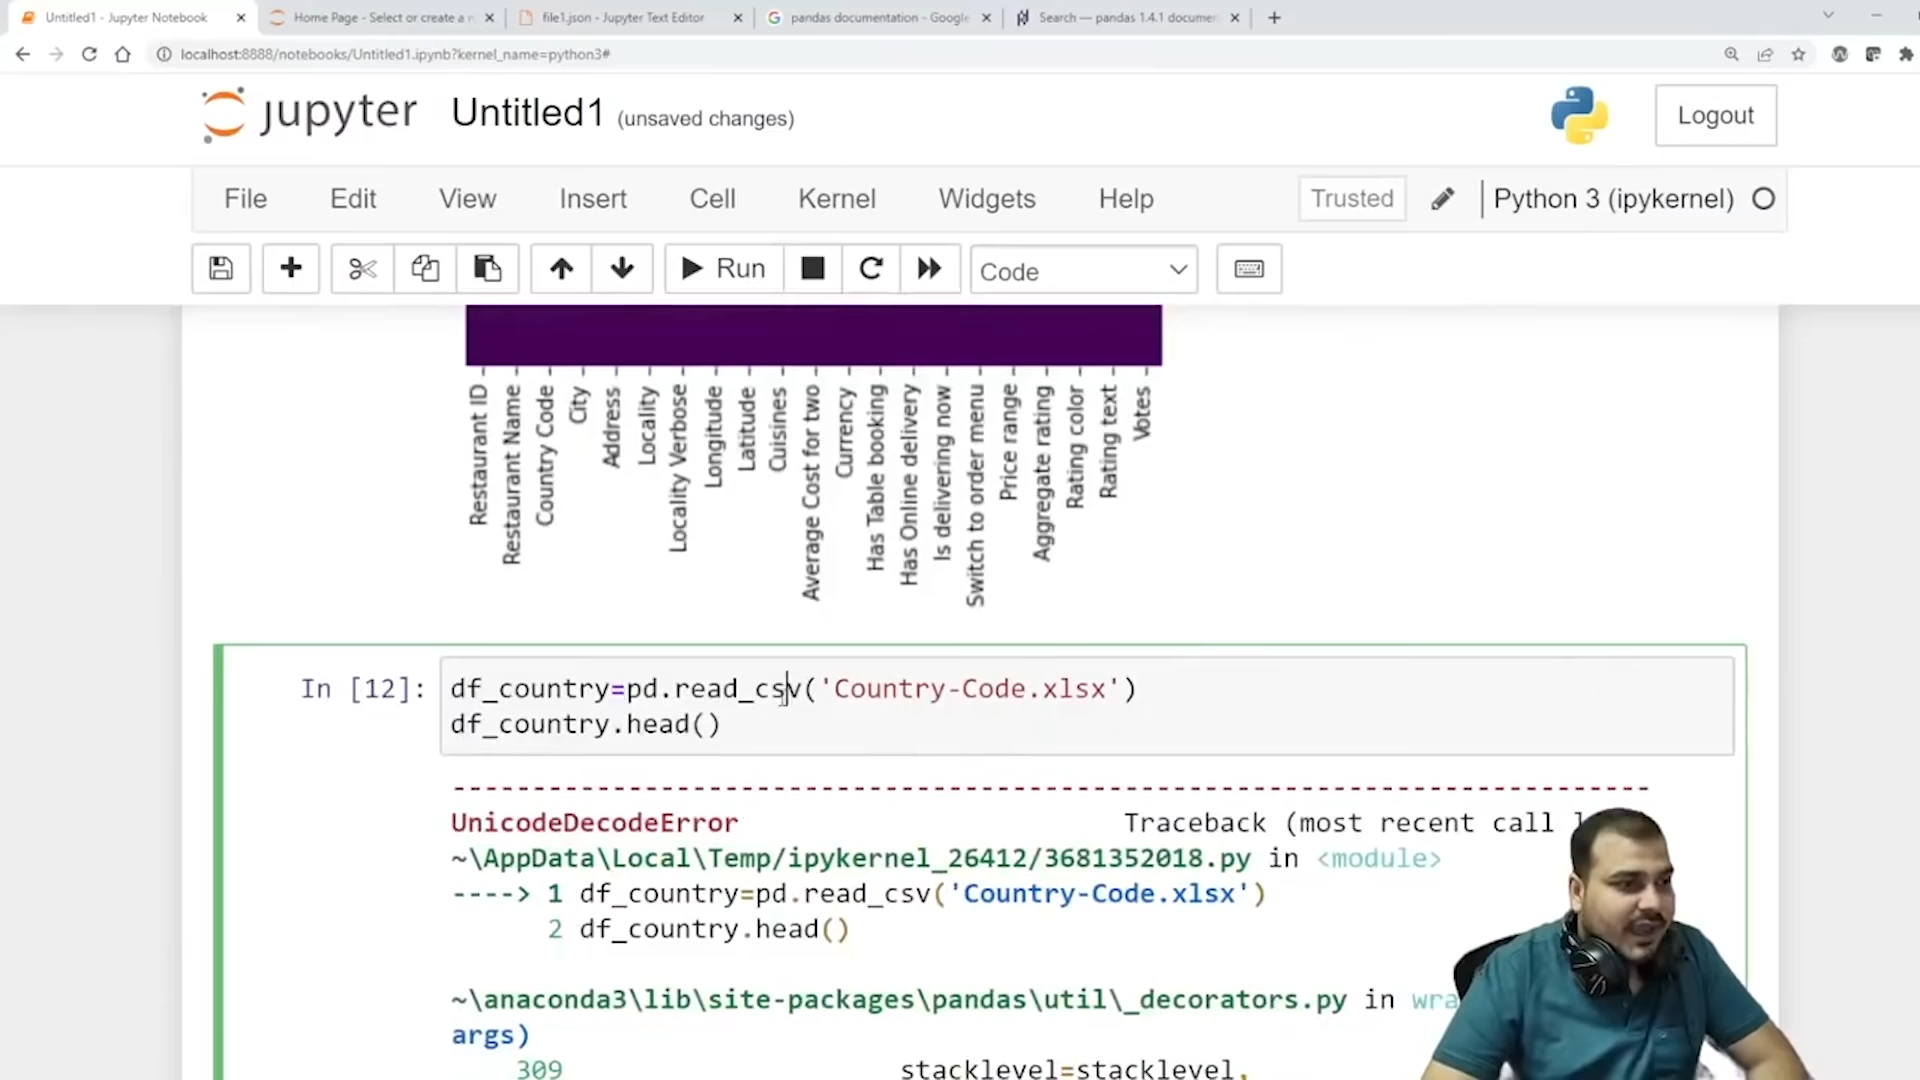 Untitled1 - Jupyter Notebook
Home Page - Select or create a n
file1.json - Jupyter Text Editor
pandas documentation - Google
Search — pandas 1.4.1 documen
localhost:8888/notebooks/Untitled1.ipynb?kernel_name=python3#
jupyter Untitled1 (unsaved changes)
Logout
File Edit View Insert Cell Kernel Widgets Help
Trusted
Python 3 (ipykernel)
Run
Code
Restaurant ID
Restaurant Name
Country Code
City
Address
Locality
Locality Verbose
Longitude
Latitude
Cuisines
Average Cost for two
Currency
Has Table booking
Has Online delivery
Is delivering now
Switch to order menu
Price range
Aggregate rating
Rating color
Rating text
Votes
In [12]: df_country=pd.read_csv('Country-Code.xlsx')
df_country.head()
---------------------------------------------------------------------------
UnicodeDecodeError Traceback (most recent call l
~\AppData\Local\Temp/ipykernel_26412/3681352018.py in <module>
----> 1 df_country=pd.read_csv('Country-Code.xlsx')
2 df_country.head()
~\anaconda3\lib\site-packages\pandas\util\_decorators.py in wra
args)
309 stacklevel=stacklevel,